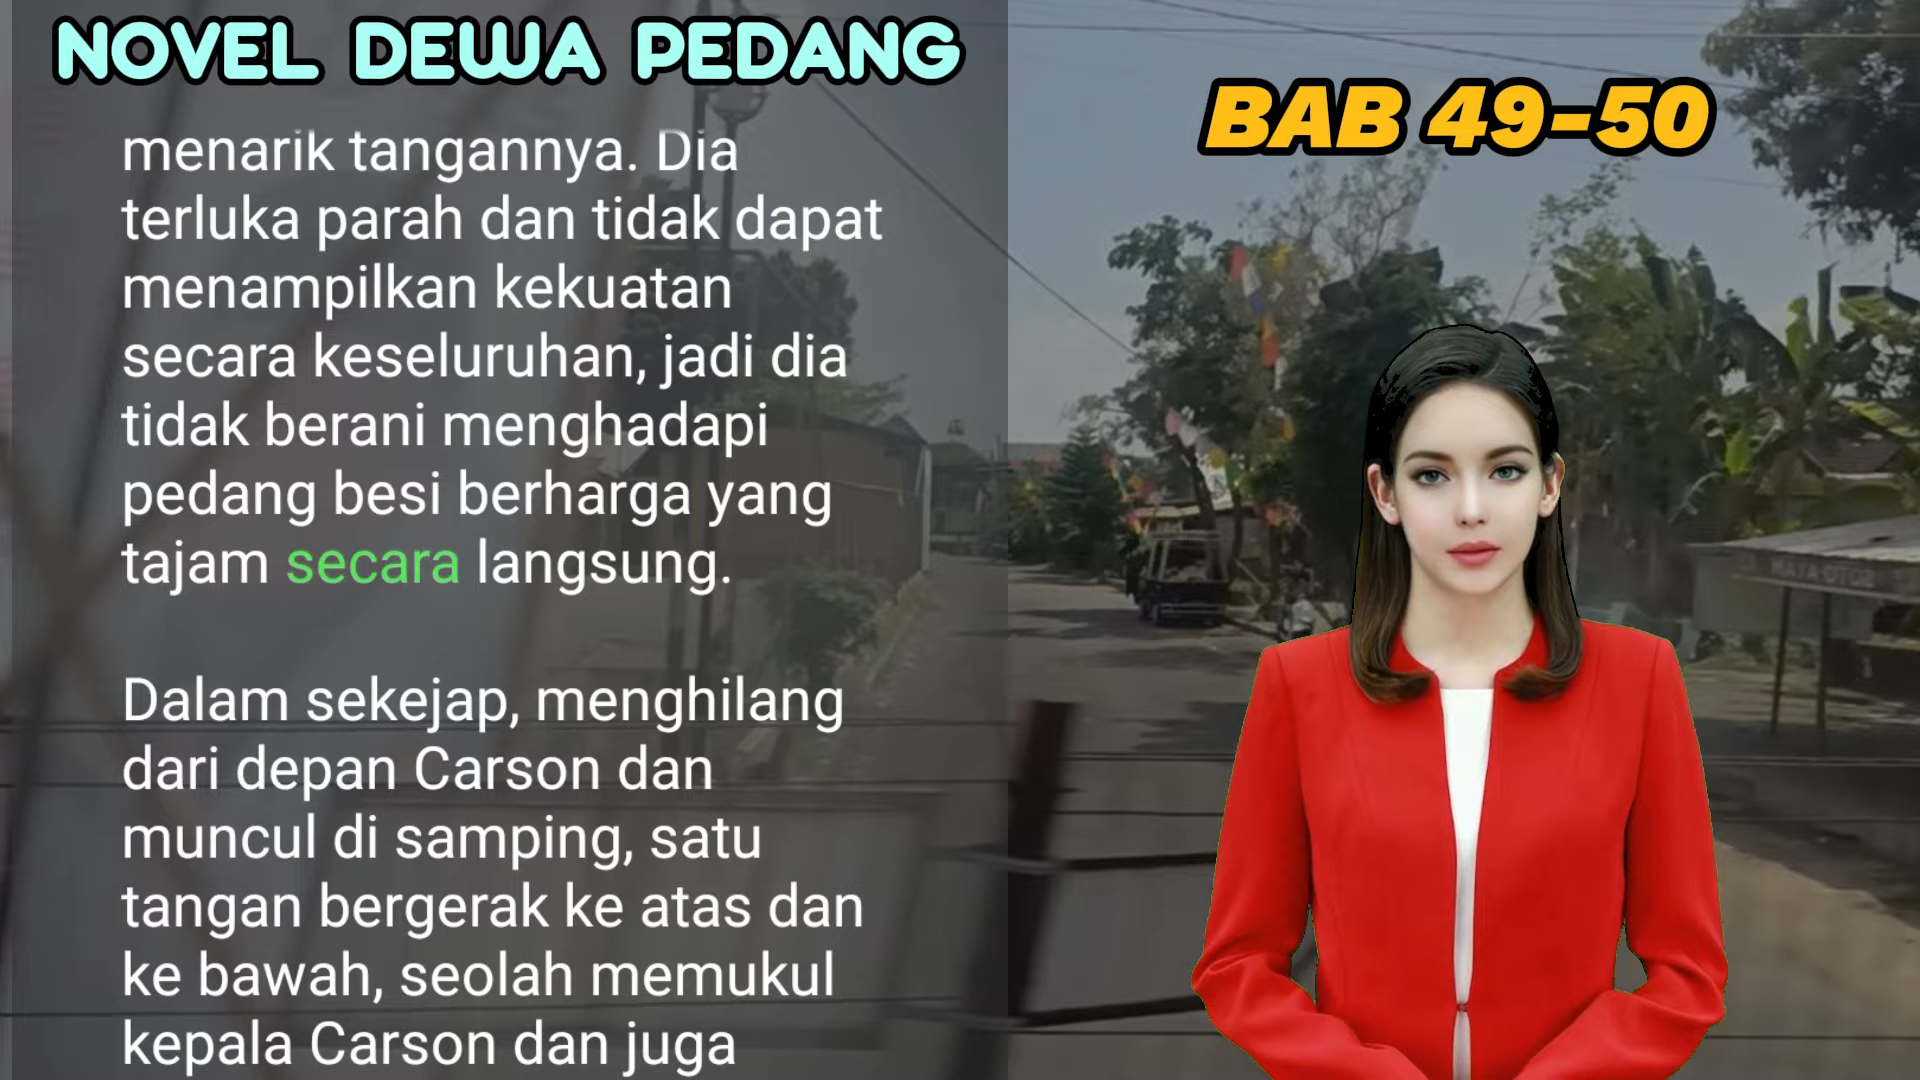 NOVEL DEWA PEDANG
BAB 49-50
menarik tangannya. Dia
terluka parah dan tidak dapat
menampilkan kekuatan
secara keseluruhan, jadi dia
tidak berani menghadapi
pedang besi berharga yang
tajam secara langsung.
Dalam sekejap, menghilang
dari depan Carson dan
muncul di samping, satu
tangan bergerak ke atas dan
ke bawah, seolah memukul
kepala Carson dan juga